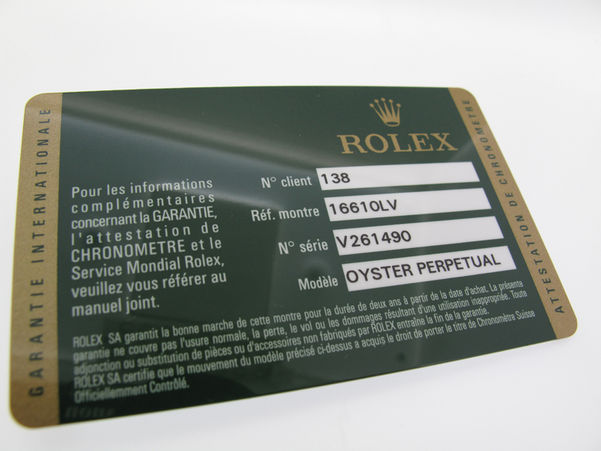 GARANTIE INTERNATIONALE
ROLEX
Pour les informations
complémentaires
concernant la GARANTIE,
l'attestation de
CHRONOMETRE et le
Service Mondial Rolex,
veuillez vous référer au
manuel joint.
N° client 138
Réf. montre 16610LV
N° série V261490
Modèle OYSTER PERPETUAL
ROLEX SA garantit la bonne marche de cette montre pour la durée de deux ans à partir de la date d'achat. La présente
garantie ne couvre pas l'usure normale, la perte, le vol ou les dommages résultant d'une utilisation inappropriée. Toute
adjonction ou substitution de pièces ou d'accessoires non fabriqués par ROLEX entraîne la fin de la garantie.
ROLEX SA certifie que le mouvement du modèle précisé ci-dessus a acquis le droit de porter le titre de Chronomètre Suisse
Officiellement Contrôlé.
ATTESTATION DE CHRONOMETRE